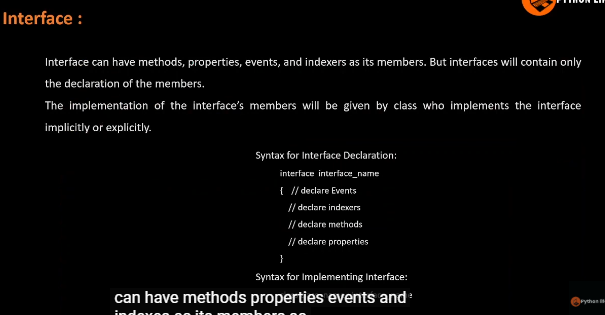 Interface :
Interface can have methods, properties, events, and indexers as its members. But interfaces will contain only
the declaration of the members.
The implementation of the interface's members will be given by class who implements the interface
implicitly or explicitly.
Syntax for Interface Declaration:
interface interface_name
{ // declare Events
// declare indexers
// declare methods
// declare properties
}
Syntax for Implementing Interface:
can have methods properties events and
Python